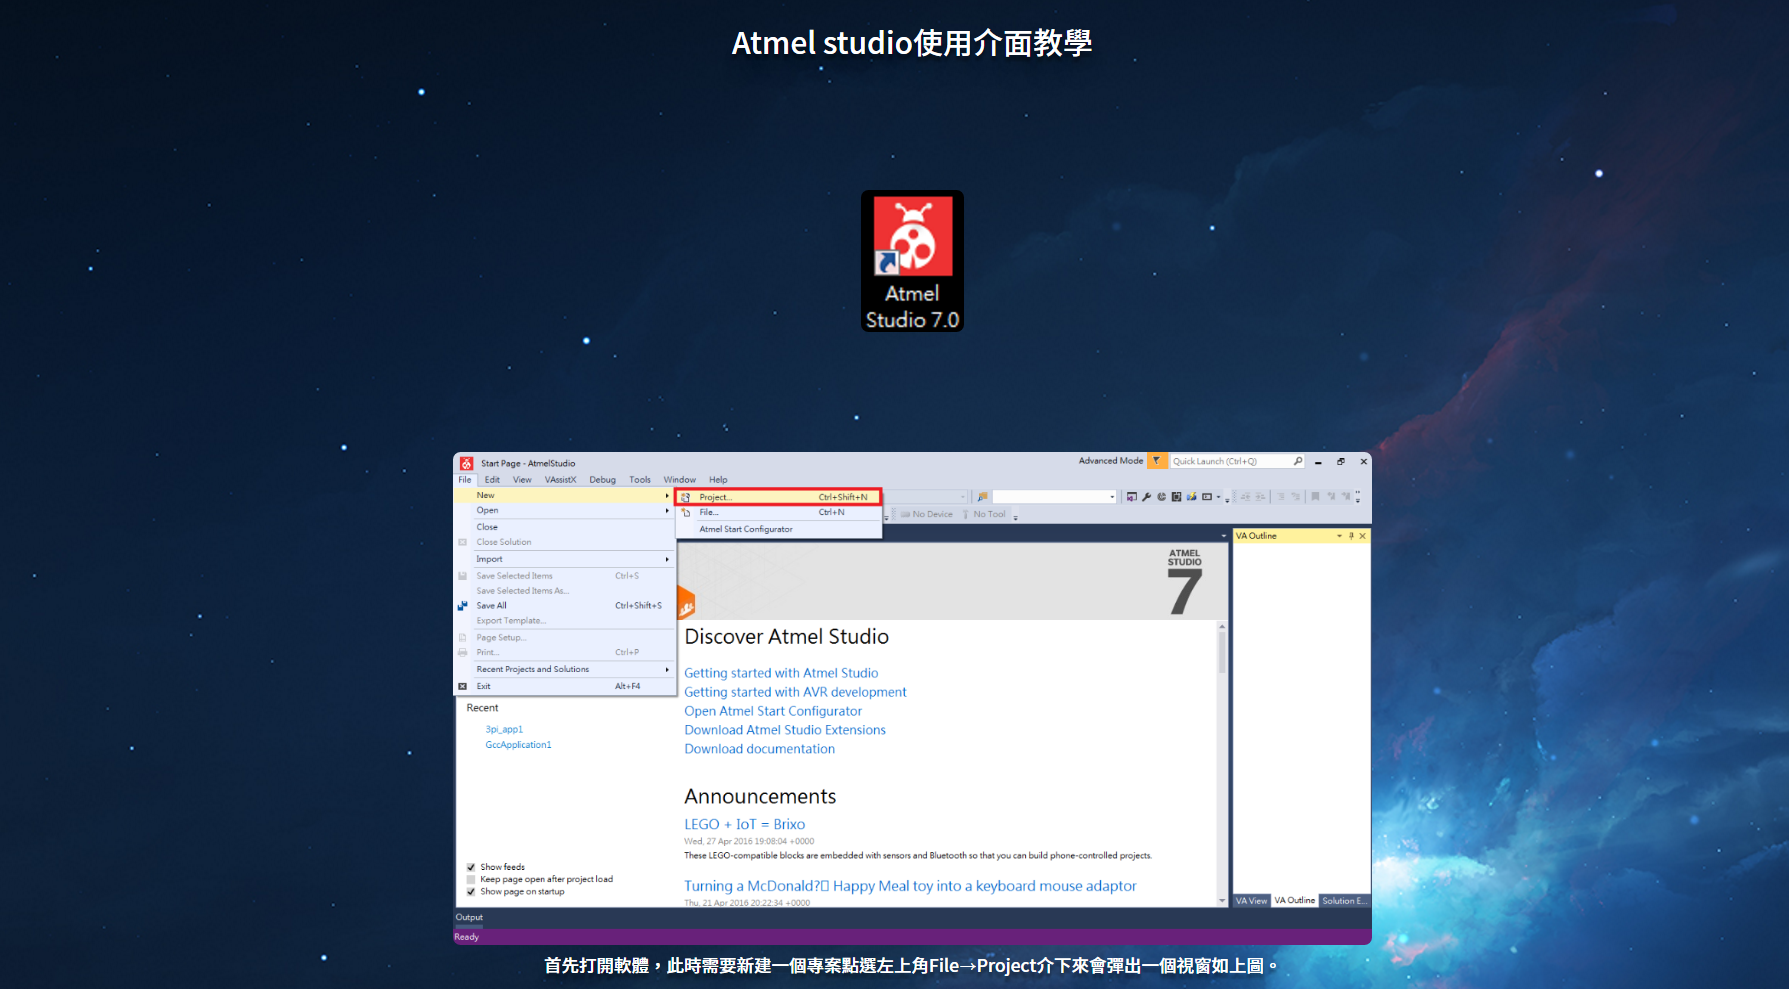 Atmel studio使用介面教學
Atmel
Studio 7.0
Start Page - AtmelStudio
Advanced Mode
Quick Launch (Ctrl+Q)
File Edit View VAssistX Debug Tools Window Help
New
Project... Ctrl+Shift+N
Open
File... Ctrl+N
No Device No Tool
Close
Atmel Start Configurator
Close Solution
VA Outline
Import
Save Selected Items Ctrl+S
Save Selected Items As...
Save All Ctrl+Shift+S
Export Template...
Page Setup...
Print... Ctrl+P
Recent Projects and Solutions
Exit Alt+F4
ATMEL
STUDIO
7
Discover Atmel Studio
Getting started with Atmel Studio
Getting started with AVR development
Open Atmel Start Configurator
Download Atmel Studio Extensions
Download documentation
Recent
3pi_app1
GccApplication1
Announcements
LEGO + IoT = Brixo
Wed, 27 Apr 2016 19:08:04 +0000
These LEGO-compatible blocks are embedded with sensors and Bluetooth so that you can build phone-controlled projects.
Turning a McDonald?▯ Happy Meal toy into a keyboard mouse adaptor
Thu, 21 Apr 2016 20:22:34 +0000
Show feeds
Keep page open after project load
Show page on startup
VA View VA Outline Solution E...
Output
Ready
首先打開軟體，此時需要新建一個專案點選左上角File→Project介下來會彈出一個視窗如上圖。